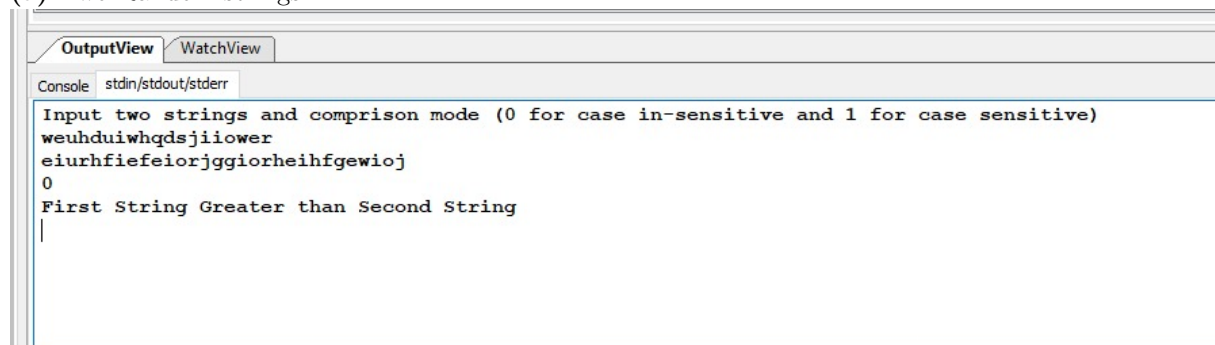 OutputView WatchView
Console stdin/stdout/stderr
Input two strings and comprison mode (0 for case in-sensitive and 1 for case sensitive)
weuhduiwhqdsjiiower
eiurhfiefeiorjggiorheihfgewioj
0
First String Greater than Second String